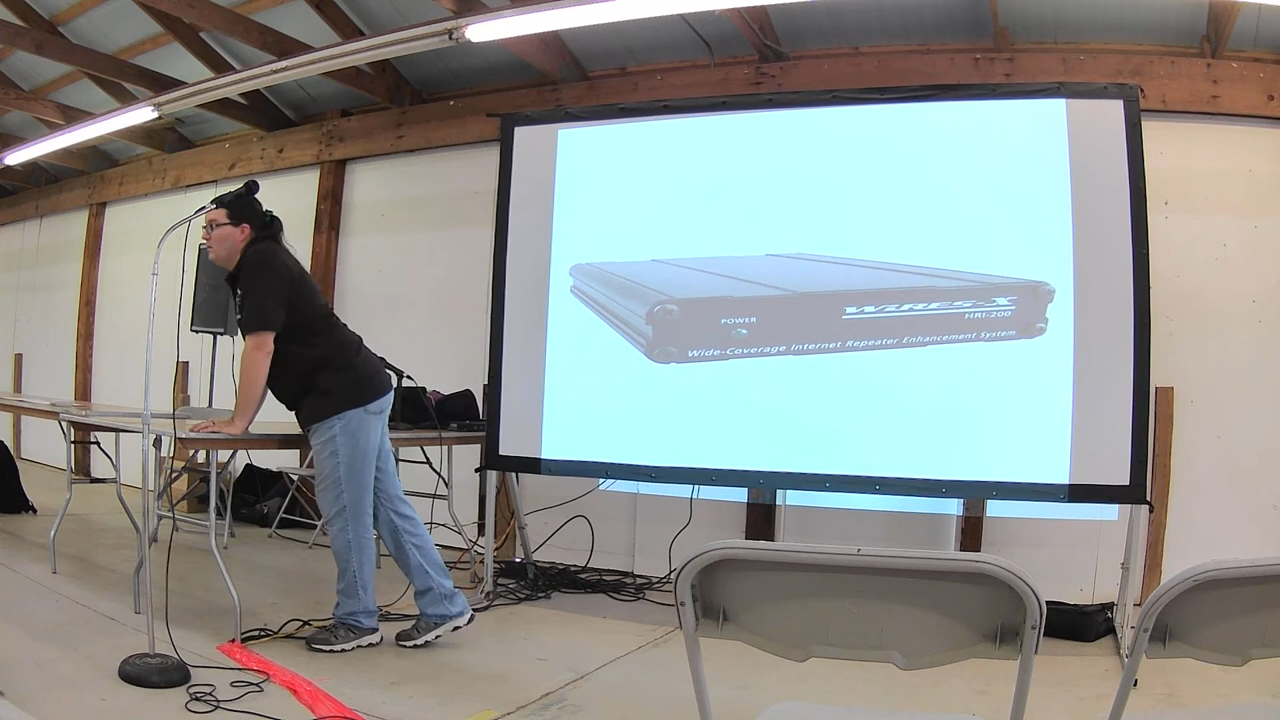 WiRES-X
HRI-200
POWER
Wide-Coverage Internet Repeater Enhancement System